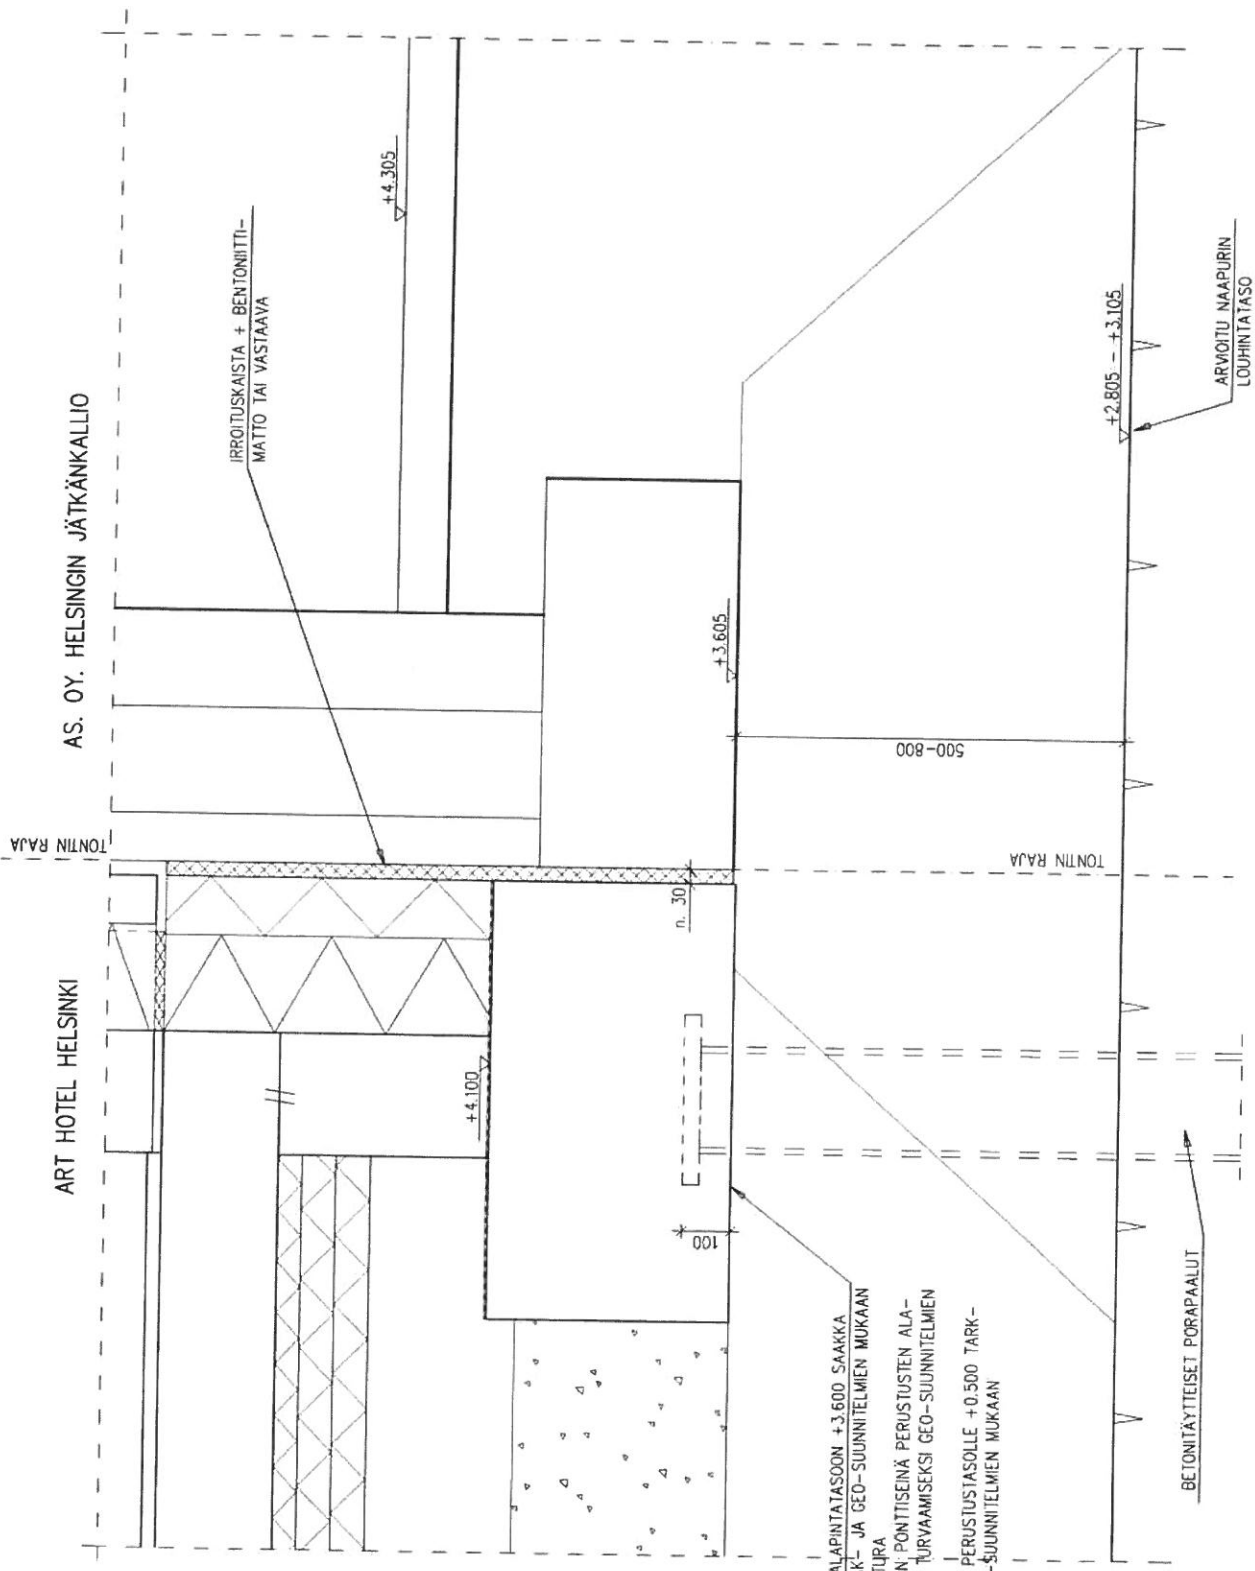 ART HOTEL HELSINKI
AS. OY. HELSINGIN JÄTKÄNKALLIO
TONTIN RAJA
IRROITUSKAISTA + BENTONIITTI-
MATTO TAI VASTAAVA
+4.305
+4.100
n. 30
+3.605
100
500-800
TONTIN RAJA
+2.805 - +3.105
ARVIOITU NAAPURIN
LOUHINTATASO
ALAPINTATASOON +3.600 SAAKKA
K- JA GEO-SUUNNITELMIEN MUKAAN
TURA
N PONTTISEINÄ PERUSTUSTEN ALA-
TURVAAMISEKSI GEO-SUUNNITELMIEN
PERUSTUSTASOLLE +0.500 TARK-
-SUUNNITELMIEN MUKAAN
BETONITÄYTTEISET PORAPAALUT